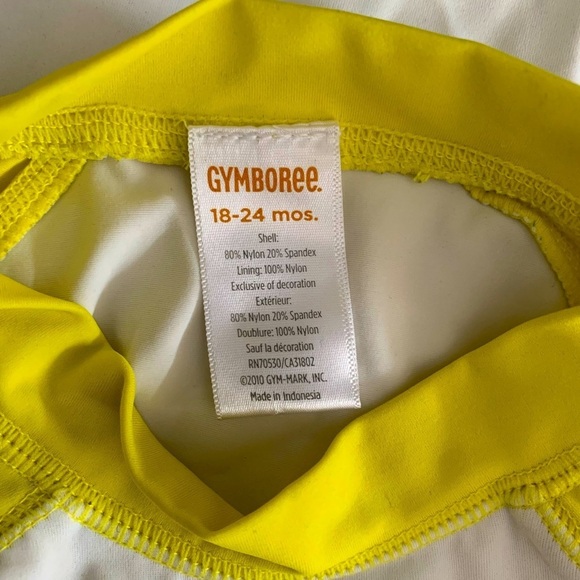 GYMBOREE.
18-24 mos.
Shell:
80% Nylon 20% Spandex
Lining: 100% Nylon
Exclusive of decoration
Extérieur:
80% Nylon 20% Spandex
Doublure: 100% Nylon
Sauf la décoration
RN70530/CA31802
©2010 GYM-MARK, INC.
Made in Indonesia